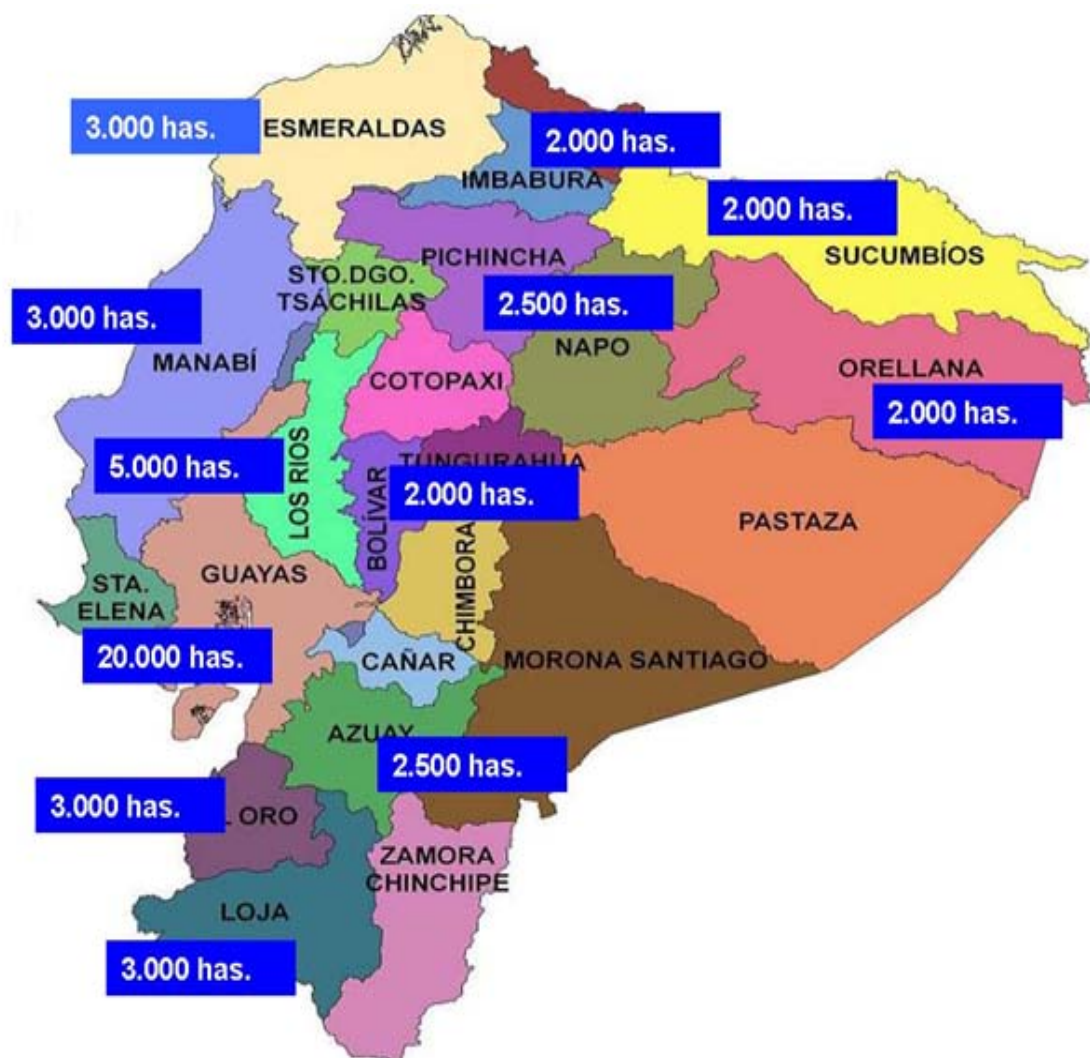 3.000 has.
ESMERALDAS
2.000 has.
IMBABURA
2.000 has.
SUCUMBÍOS
PICHINCHA
STO.DGO.
TSÁCHILAS
2.500 has.
3.000 has.
MANABÍ
NAPO
COTOPAXI
ORELLANA
2.000 has.
5.000 has.
LOS RIOS
BOLÍVAR
TUNGURAHUA
2.000 has.
PASTAZA
CHIMBORA
GUAYAS
STA.
ELENA
20.000 has.
CAÑAR
MORONA SANTIAGO
AZUAY
2.500 has.
3.000 has.
ORO
ZAMORA
CHINCHIPE
LOJA
3.000 has.